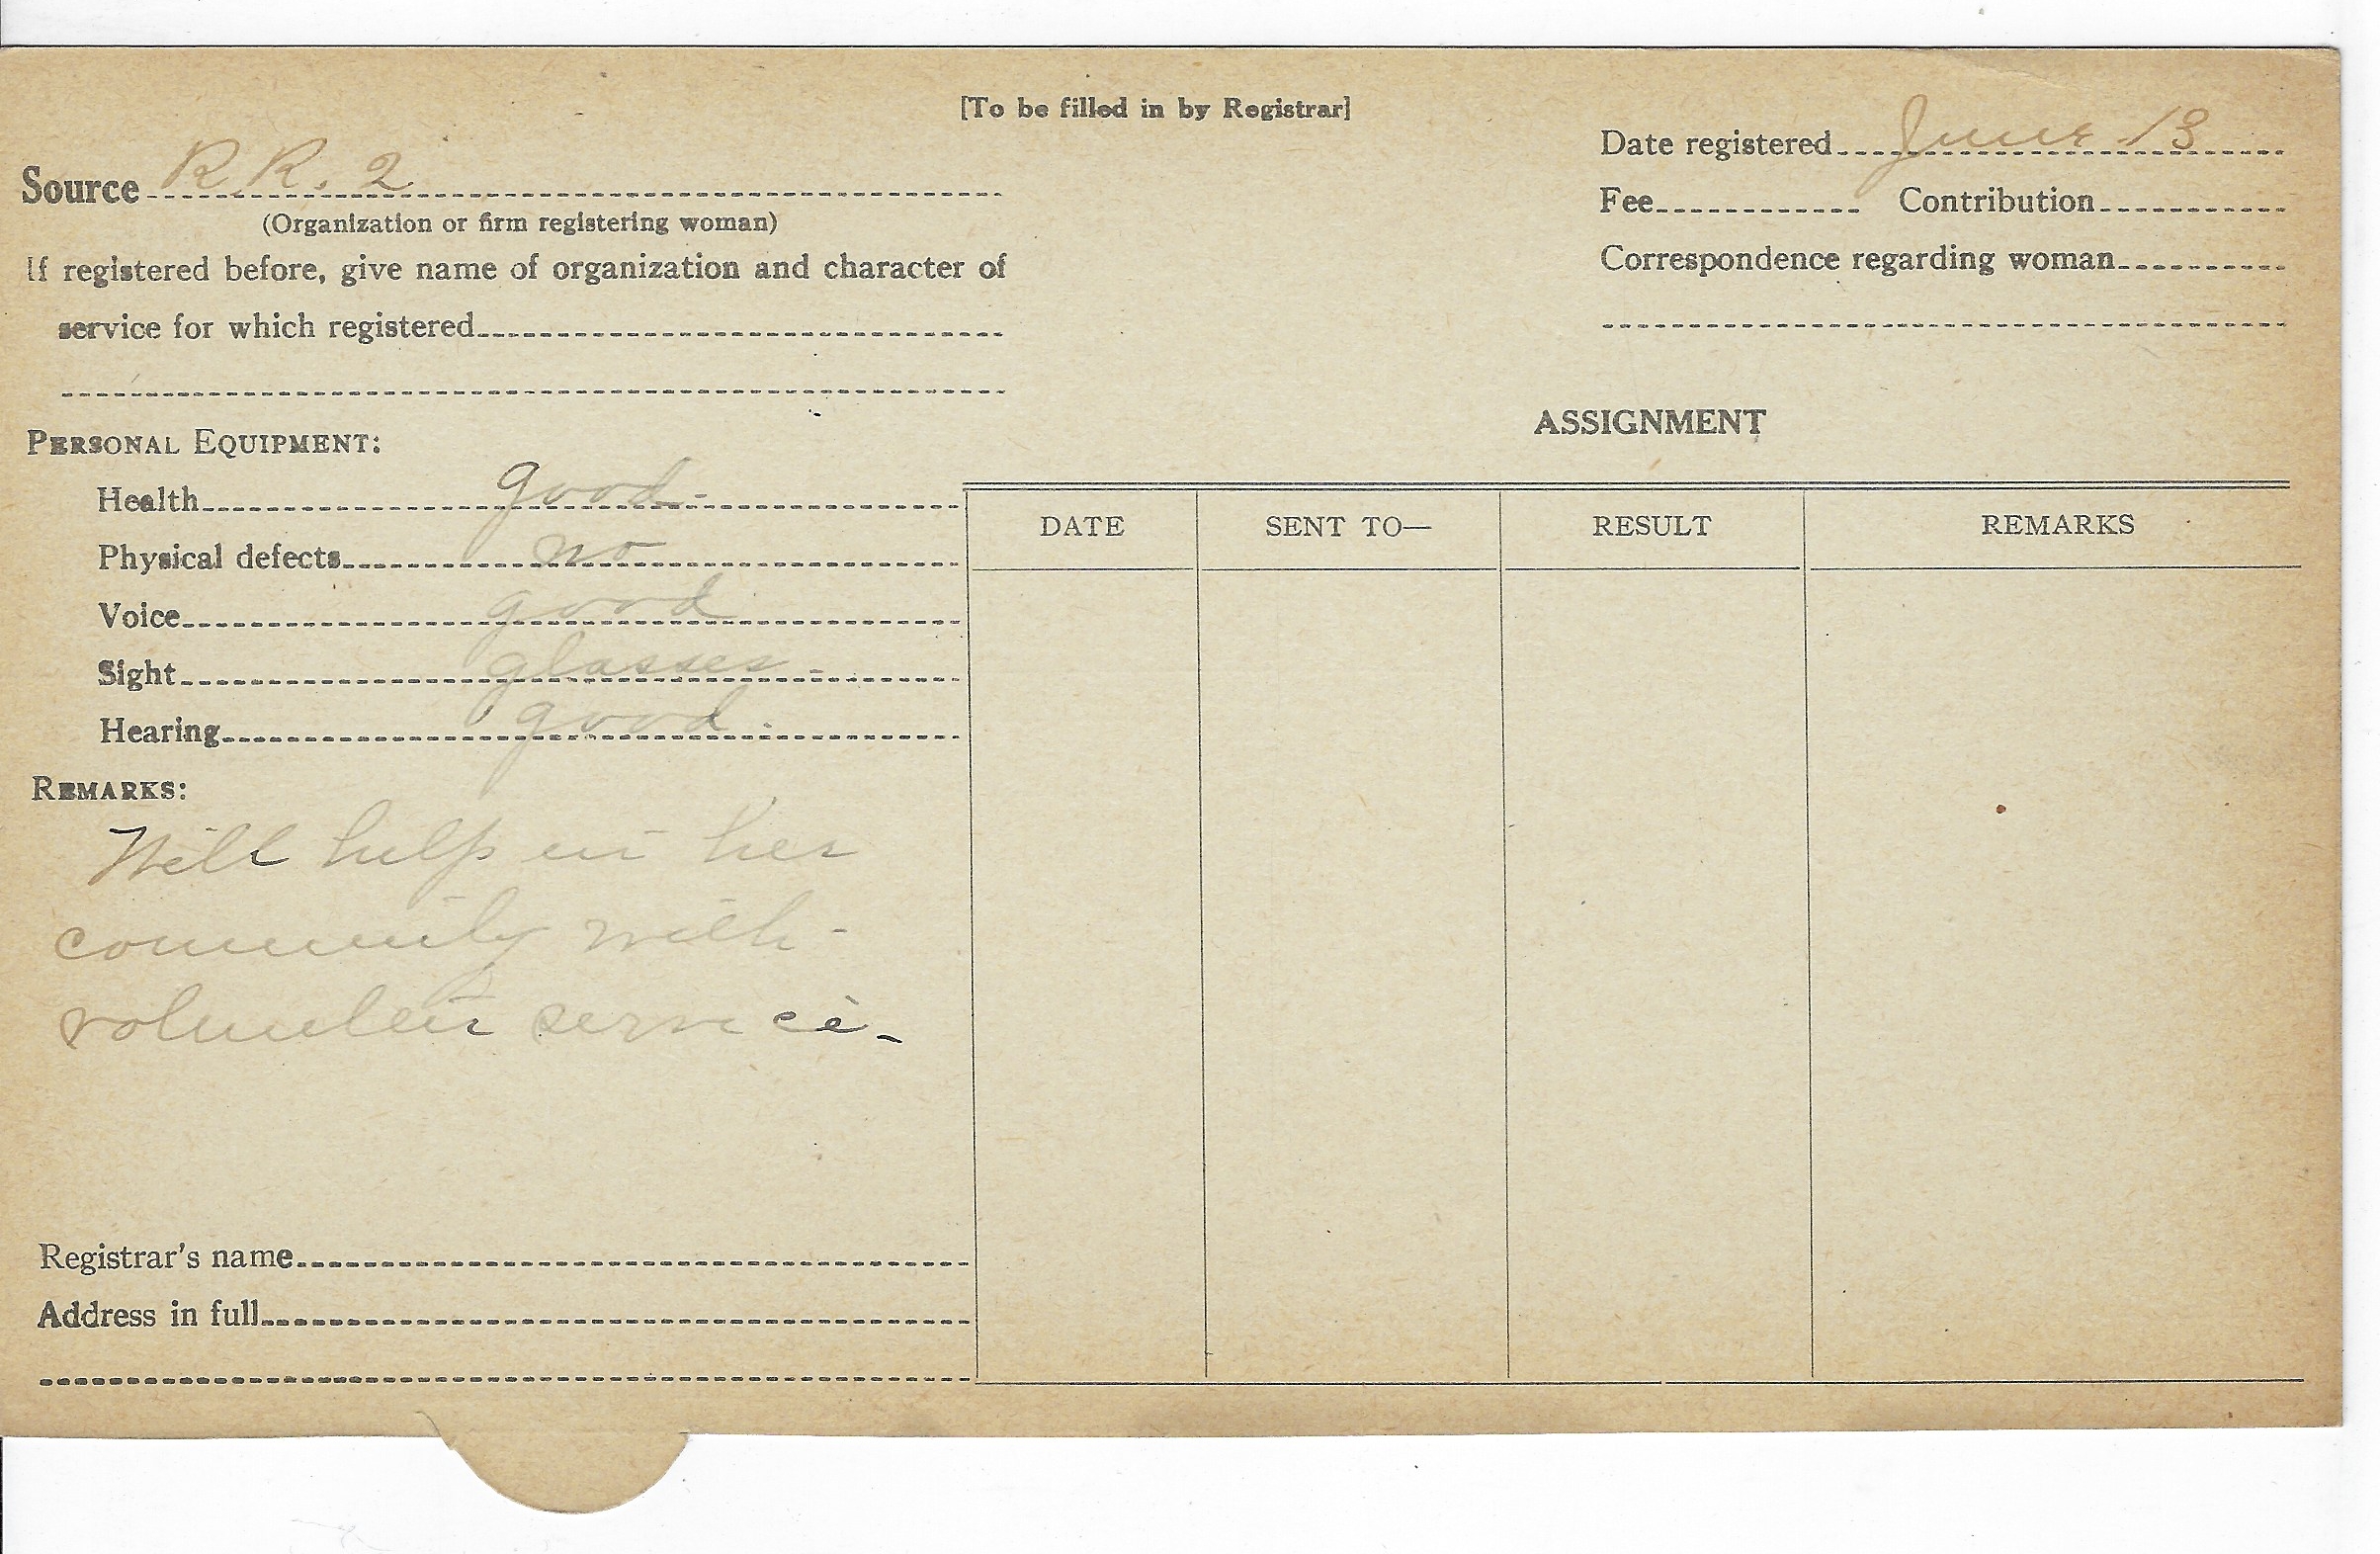 [To be filled in by Registrar]
Source R.R. 2
(Organization or firm registering woman)
If registered before, give name of organization and character of
service for which registered
Date registered June 13
Fee Contribution
Correspondence regarding woman
PERSONAL EQUIPMENT:
Health good
Physical defects no
Voice good
Sight glasses
Hearing good
REMARKS:
Will help in her
community with
volunteer service
Registrar's name
Address in full
ASSIGNMENT
DATE SENT TO— RESULT REMARKS